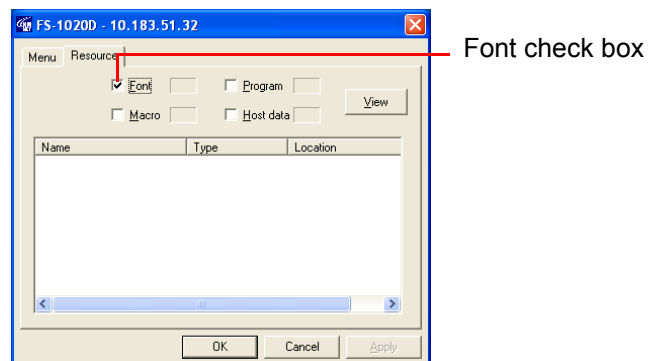 FS-1020D - 10.183.51.32
Menu Resource
Font check box
Font Program
View
Macro Host data
Name Type Location
OK Cancel Apply